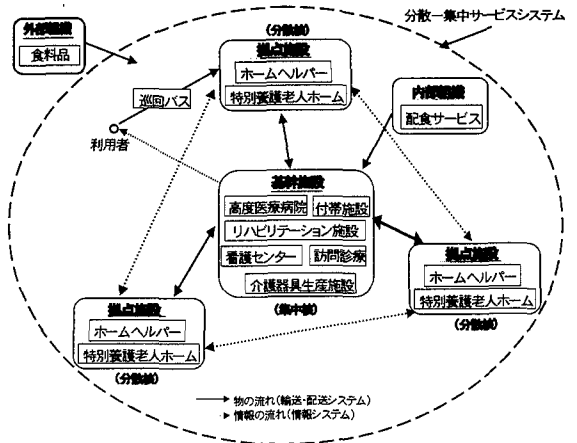 分散ー集中サービスシステム
外部組織
食料品
(分散核)
拠点施設
ホームヘルパー
特別養護老人ホーム
巡回バス
利用者
内部組織
配食サービス
基幹施設
高度医療病院
付帯施設
リハビリテーション施設
看護センター
訪問診療
介護器具生産施設
(集中核)
拠点施設
ホームヘルパー
特別養護老人ホーム
(分散核)
拠点施設
ホームヘルパー
特別養護老人ホーム
(分散核)
物の流れ(輸送・配送システム)
情報の流れ(情報システム)